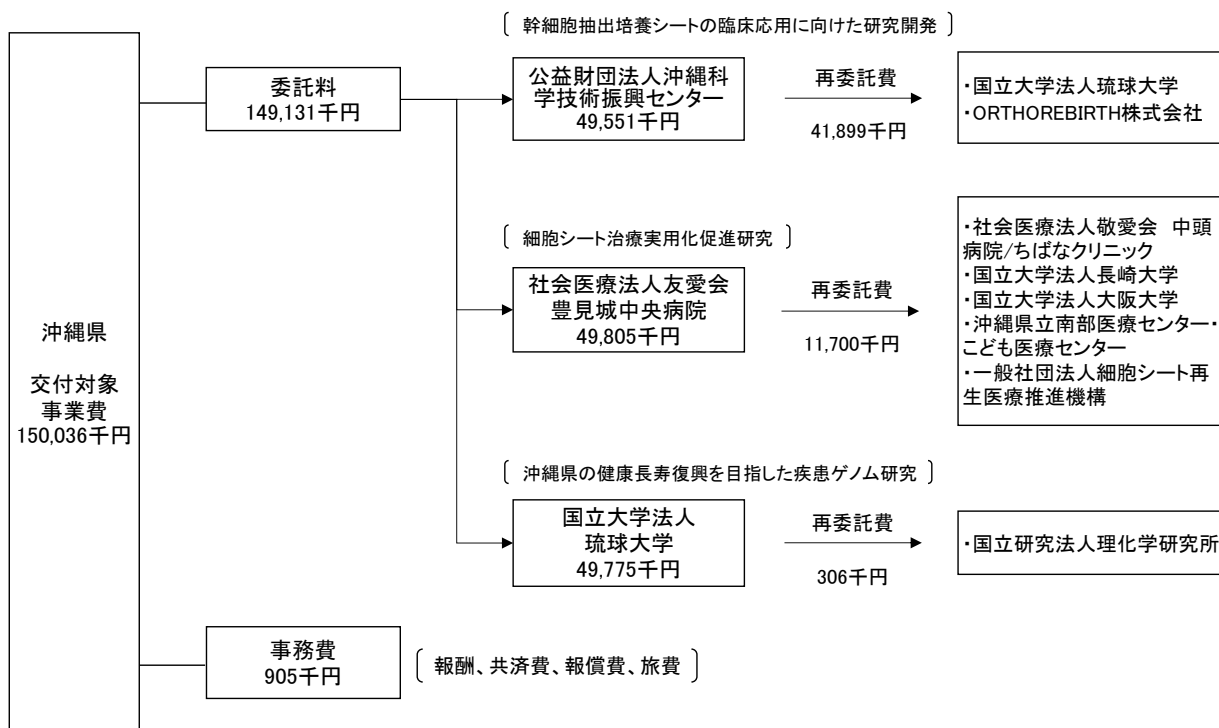 〔 幹細胞抽出培養シートの臨床応用に向けた研究開発 〕
委託料
149,131千円
公益財団法人沖縄科
学技術振興センター
49,551千円
再委託費
41,899千円
・国立大学法人琉球大学
・ORTHOREBIRTH株式会社
〔 細胞シート治療実用化促進研究 〕
社会医療法人友愛会
豊見城中央病院
49,805千円
再委託費
11,700千円
・社会医療法人敬愛会　中頭
病院/ちばなクリニック
・国立大学法人長崎大学
・国立大学法人大阪大学
・沖縄県立南部医療センター・
こども医療センター
・一般社団法人細胞シート再
生医療推進機構
沖縄県
交付対象
事業費
150,036千円
〔 沖縄県の健康長寿復興を目指した疾患ゲノム研究 〕
国立大学法人
琉球大学
49,775千円
再委託費
306千円
・国立研究法人理化学研究所
事務費
905千円
〔 報酬、共済費、報償費、旅費 〕